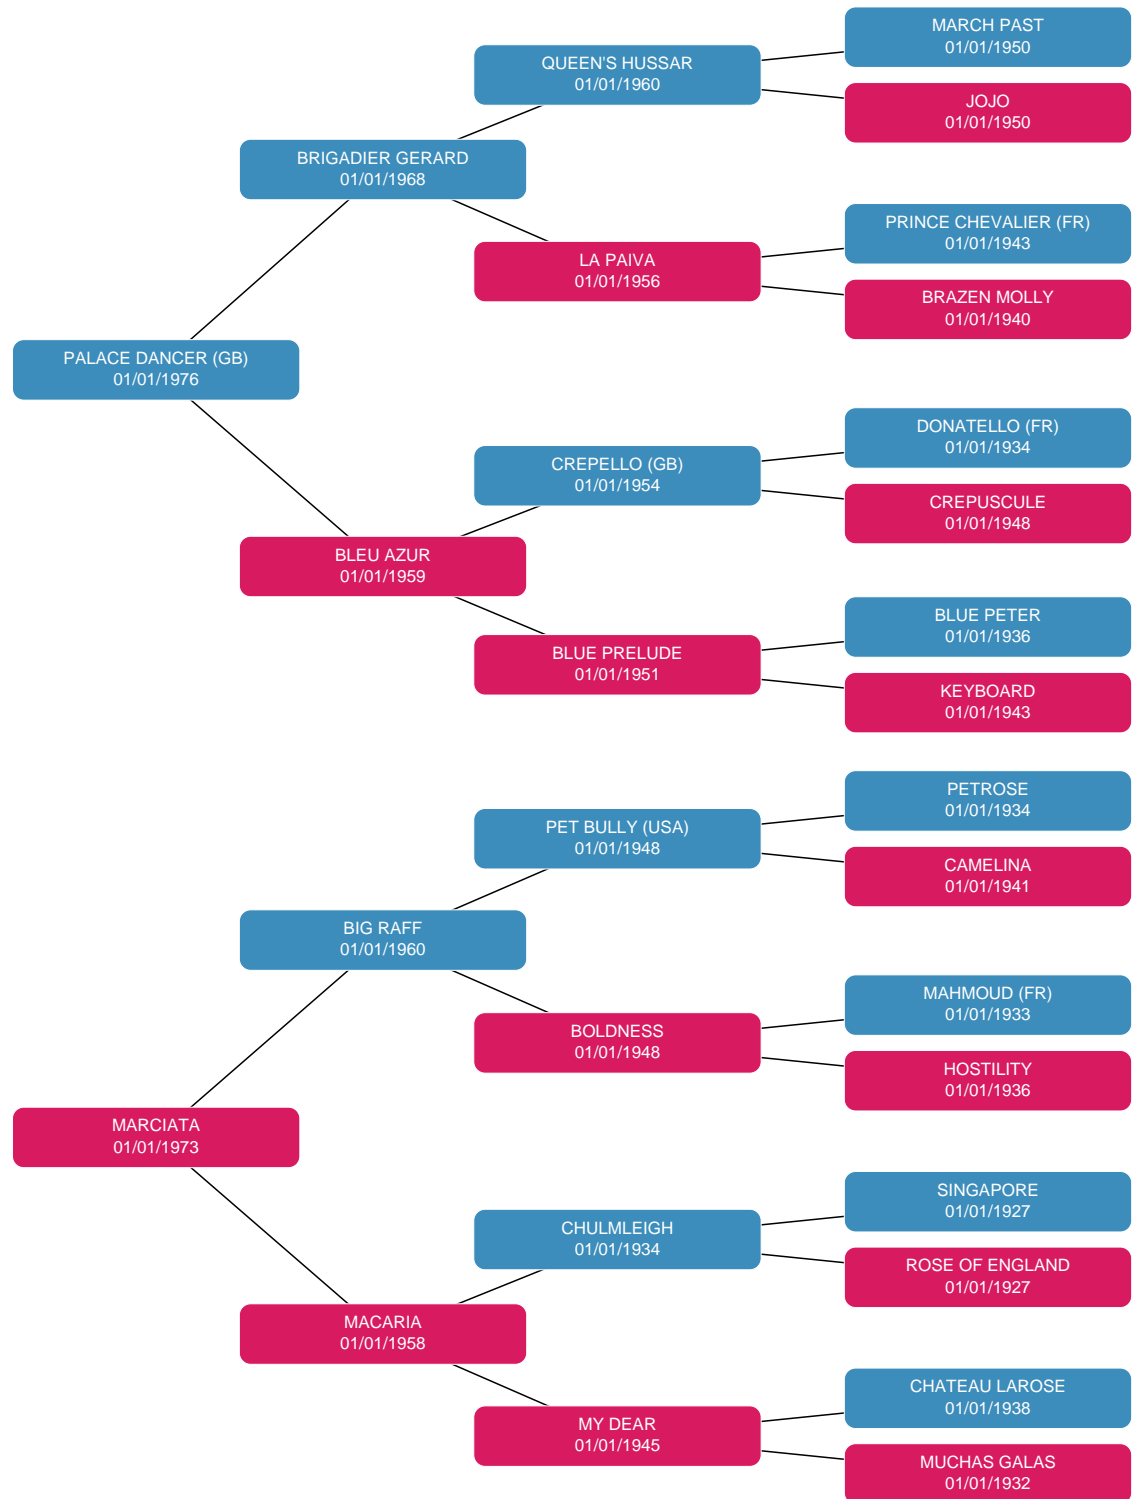 MARCH PAST
01/01/1950
QUEEN'S HUSSAR
01/01/1960
JOJO
01/01/1950
BRIGADIER GERARD
01/01/1968
PRINCE CHEVALIER (FR)
01/01/1943
LA PAIVA
01/01/1956
BRAZEN MOLLY
01/01/1940
PALACE DANCER (GB)
01/01/1976
DONATELLO (FR)
01/01/1934
CREPELLO (GB)
01/01/1954
CREPUSCULE
01/01/1948
BLEU AZUR
01/01/1959
BLUE PETER
01/01/1936
BLUE PRELUDE
01/01/1951
KEYBOARD
01/01/1943
PETROSE
01/01/1934
PET BULLY (USA)
01/01/1948
CAMELINA
01/01/1941
BIG RAFF
01/01/1960
MAHMOUD (FR)
01/01/1933
BOLDNESS
01/01/1948
HOSTILITY
01/01/1936
MARCIATA
01/01/1973
SINGAPORE
01/01/1927
CHULMLEIGH
01/01/1934
ROSE OF ENGLAND
01/01/1927
MACARIA
01/01/1958
CHATEAU LAROSE
01/01/1938
MY DEAR
01/01/1945
MUCHAS GALAS
01/01/1932